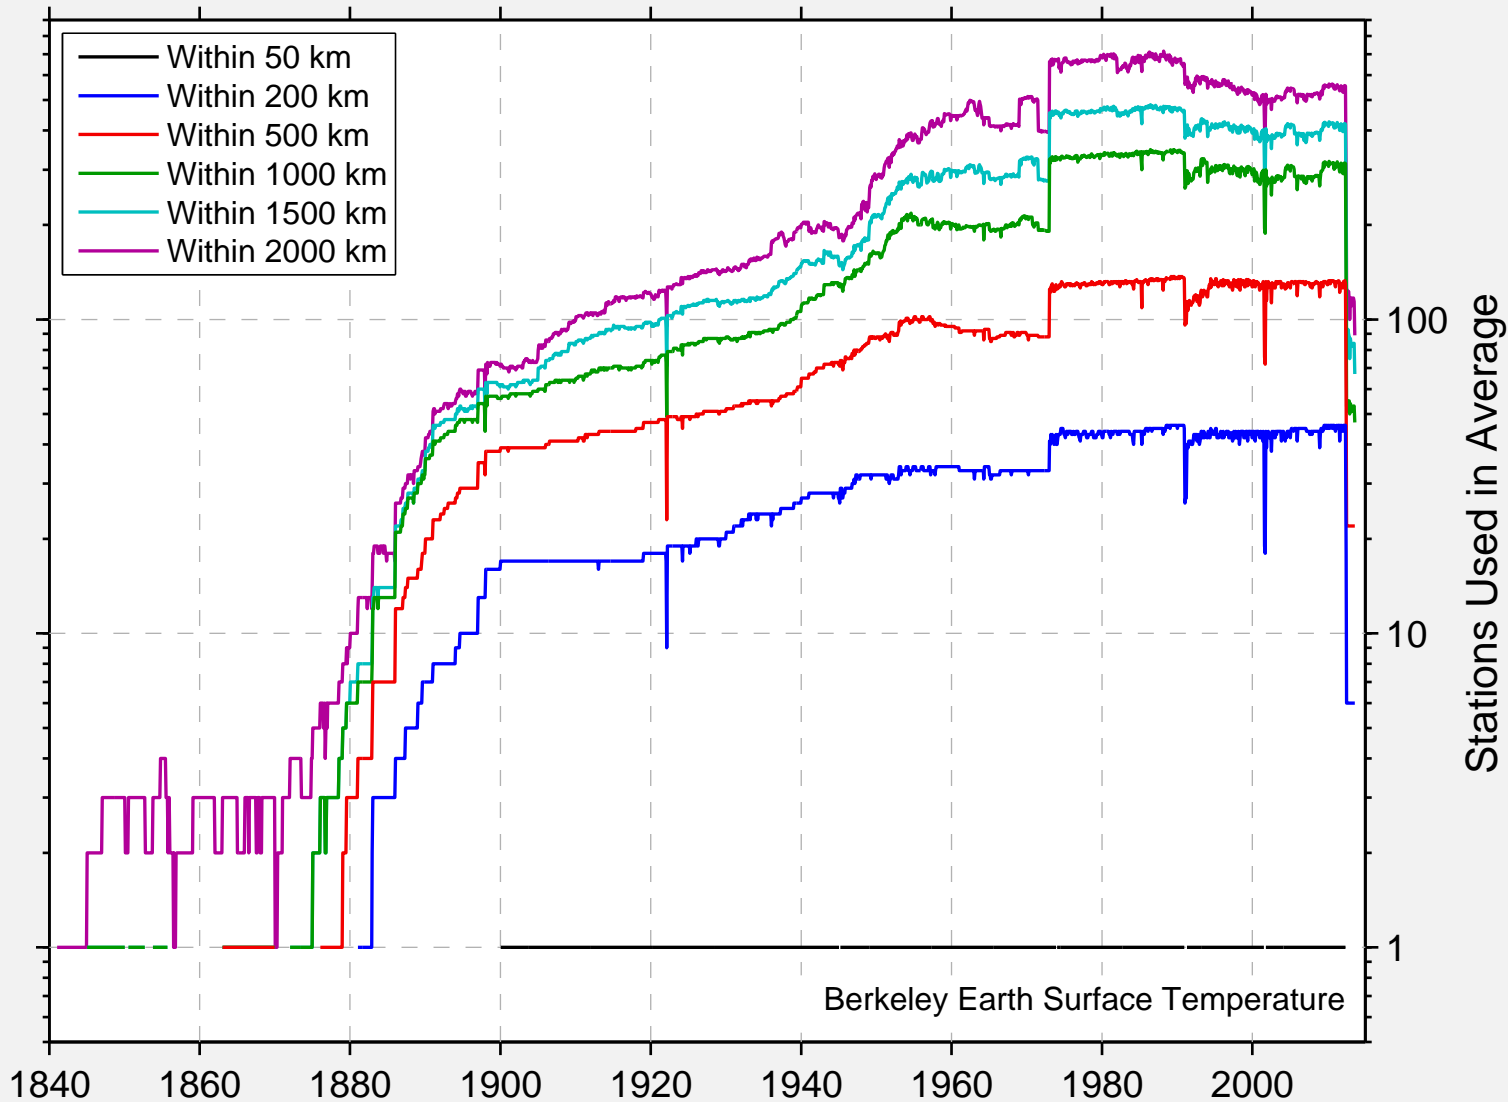 Within 50 km
Within 200 km
Within 500 km
Within 1000 km
Within 1500 km
Within 2000 km
100
10
1
Stations Used in Average
Berkeley Earth Surface Temperature
1840 1860 1880 1900 1920 1940 1960 1980 2000